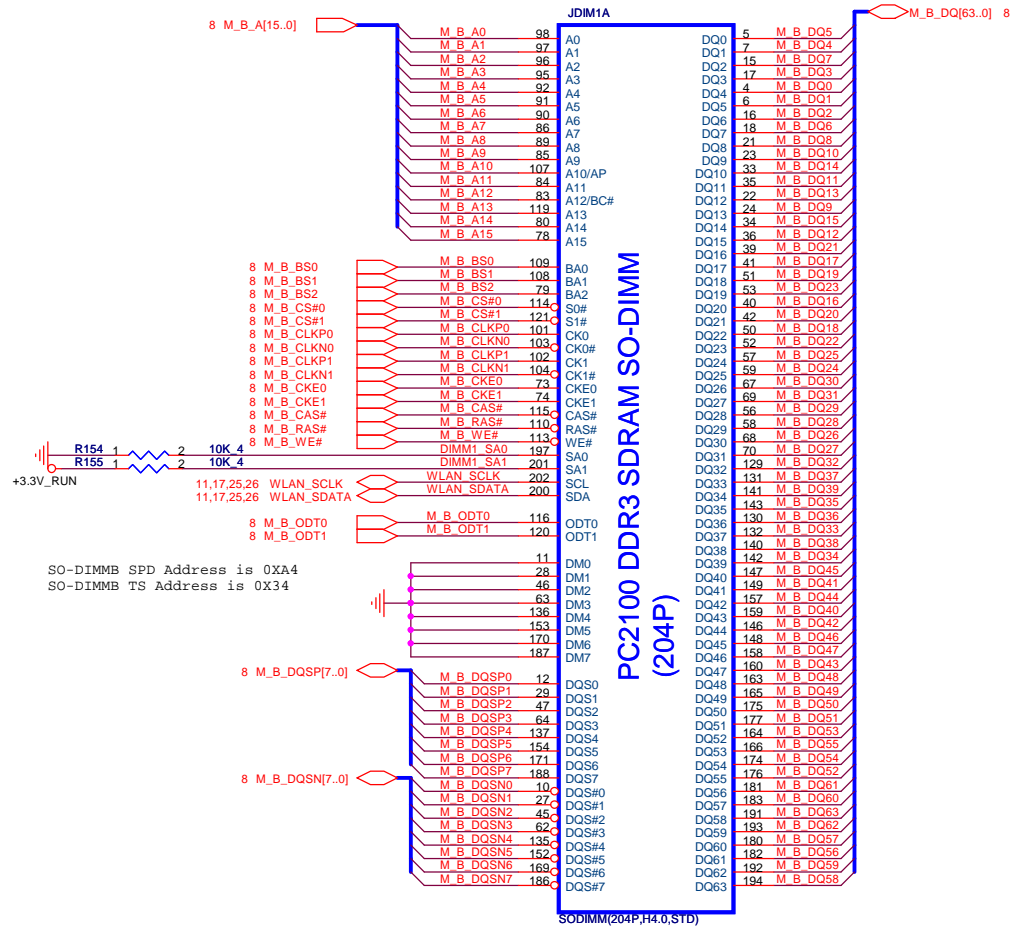 JDIM1A
8 M_B_A[15..0]
M_B_DQ[63..0] 8
M_B_A0 98 A0
M_B_A1 97 A1
M_B_A2 96 A2
M_B_A3 95 A3
M_B_A4 92 A4
M_B_A5 91 A5
M_B_A6 90 A6
M_B_A7 86 A7
M_B_A8 89 A8
M_B_A9 85 A9
M_B_A10 107 A10/AP
M_B_A11 84 A11
M_B_A12 83 A12/BC#
M_B_A13 119 A13
M_B_A14 80 A14
M_B_A15 78 A15
8 M_B_BS0 M_B_BS0 109 BA0
8 M_B_BS1 M_B_BS1 108 BA1
8 M_B_BS2 M_B_BS2 79 BA2
8 M_B_CS#0 M_B_CS#0 114 S0#
8 M_B_CS#1 M_B_CS#1 121 S1#
8 M_B_CLKP0 M_B_CLKP0 101 CK0
8 M_B_CLKN0 M_B_CLKN0 103 CK0#
8 M_B_CLKP1 M_B_CLKP1 102 CK1
8 M_B_CLKN1 M_B_CLKN1 104 CK1#
8 M_B_CKE0 M_B_CKE0 73 CKE0
8 M_B_CKE1 M_B_CKE1 74 CKE1
8 M_B_CAS# M_B_CAS# 115 CAS#
8 M_B_RAS# M_B_RAS# 110 RAS#
8 M_B_WE# M_B_WE# 113 WE#
R154 1 2 10K_4 DIMM1_SA0 197 SA0
R155 1 2 10K_4 DIMM1_SA1 201 SA1
+3.3V_RUN
11,17,25,26 WLAN_SCLK WLAN_SCLK 202 SCL
11,17,25,26 WLAN_SDATA WLAN_SDATA 200 SDA
8 M_B_ODT0 M_B_ODT0 116 ODT0
8 M_B_ODT1 M_B_ODT1 120 ODT1
SO-DIMMB SPD Address is 0XA4
SO-DIMMB TS Address is 0X34
11 DM0
28 DM1
46 DM2
63 DM3
136 DM4
153 DM5
170 DM6
187 DM7
8 M_B_DQSP[7..0]
M_B_DQSP0 12 DQS0
M_B_DQSP1 29 DQS1
M_B_DQSP2 47 DQS2
M_B_DQSP3 64 DQS3
M_B_DQSP4 137 DQS4
M_B_DQSP5 154 DQS5
M_B_DQSP6 171 DQS6
M_B_DQSP7 188 DQS7
8 M_B_DQSN[7..0]
M_B_DQSN0 10 DQS#0
M_B_DQSN1 27 DQS#1
M_B_DQSN2 45 DQS#2
M_B_DQSN3 62 DQS#3
M_B_DQSN4 135 DQS#4
M_B_DQSN5 152 DQS#5
M_B_DQSN6 169 DQS#6
M_B_DQSN7 186 DQS#7
PC2100 DDR3 SDRAM SO-DIMM
(204P)
DQ0 5 M_B_DQ5
DQ1 7 M_B_DQ4
DQ2 15 M_B_DQ7
DQ3 17 M_B_DQ3
DQ4 4 M_B_DQ0
DQ5 6 M_B_DQ1
DQ6 16 M_B_DQ2
DQ7 18 M_B_DQ6
DQ8 21 M_B_DQ8
DQ9 23 M_B_DQ10
DQ10 33 M_B_DQ14
DQ11 35 M_B_DQ11
DQ12 22 M_B_DQ13
DQ13 24 M_B_DQ9
DQ14 34 M_B_DQ15
DQ15 36 M_B_DQ12
DQ16 39 M_B_DQ21
DQ17 41 M_B_DQ17
DQ18 51 M_B_DQ19
DQ19 53 M_B_DQ23
DQ20 40 M_B_DQ16
DQ21 42 M_B_DQ20
DQ22 50 M_B_DQ18
DQ23 52 M_B_DQ22
DQ24 57 M_B_DQ25
DQ25 59 M_B_DQ24
DQ26 67 M_B_DQ30
DQ27 69 M_B_DQ31
DQ28 56 M_B_DQ29
DQ29 58 M_B_DQ28
DQ30 68 M_B_DQ26
DQ31 70 M_B_DQ27
DQ32 129 M_B_DQ32
DQ33 131 M_B_DQ37
DQ34 141 M_B_DQ39
DQ35 143 M_B_DQ35
DQ36 130 M_B_DQ36
DQ37 132 M_B_DQ33
DQ38 140 M_B_DQ38
DQ39 142 M_B_DQ34
DQ40 147 M_B_DQ45
DQ41 149 M_B_DQ41
DQ42 157 M_B_DQ44
DQ43 159 M_B_DQ40
DQ44 146 M_B_DQ42
DQ45 148 M_B_DQ46
DQ46 158 M_B_DQ47
DQ47 160 M_B_DQ43
DQ48 163 M_B_DQ48
DQ49 165 M_B_DQ49
DQ50 175 M_B_DQ50
DQ51 177 M_B_DQ51
DQ52 164 M_B_DQ53
DQ53 166 M_B_DQ55
DQ54 174 M_B_DQ54
DQ55 176 M_B_DQ52
DQ56 181 M_B_DQ61
DQ57 183 M_B_DQ60
DQ58 191 M_B_DQ63
DQ59 193 M_B_DQ62
DQ60 180 M_B_DQ57
DQ61 182 M_B_DQ56
DQ62 192 M_B_DQ59
DQ63 194 M_B_DQ58
SODIMM(204P,H4.0,STD)